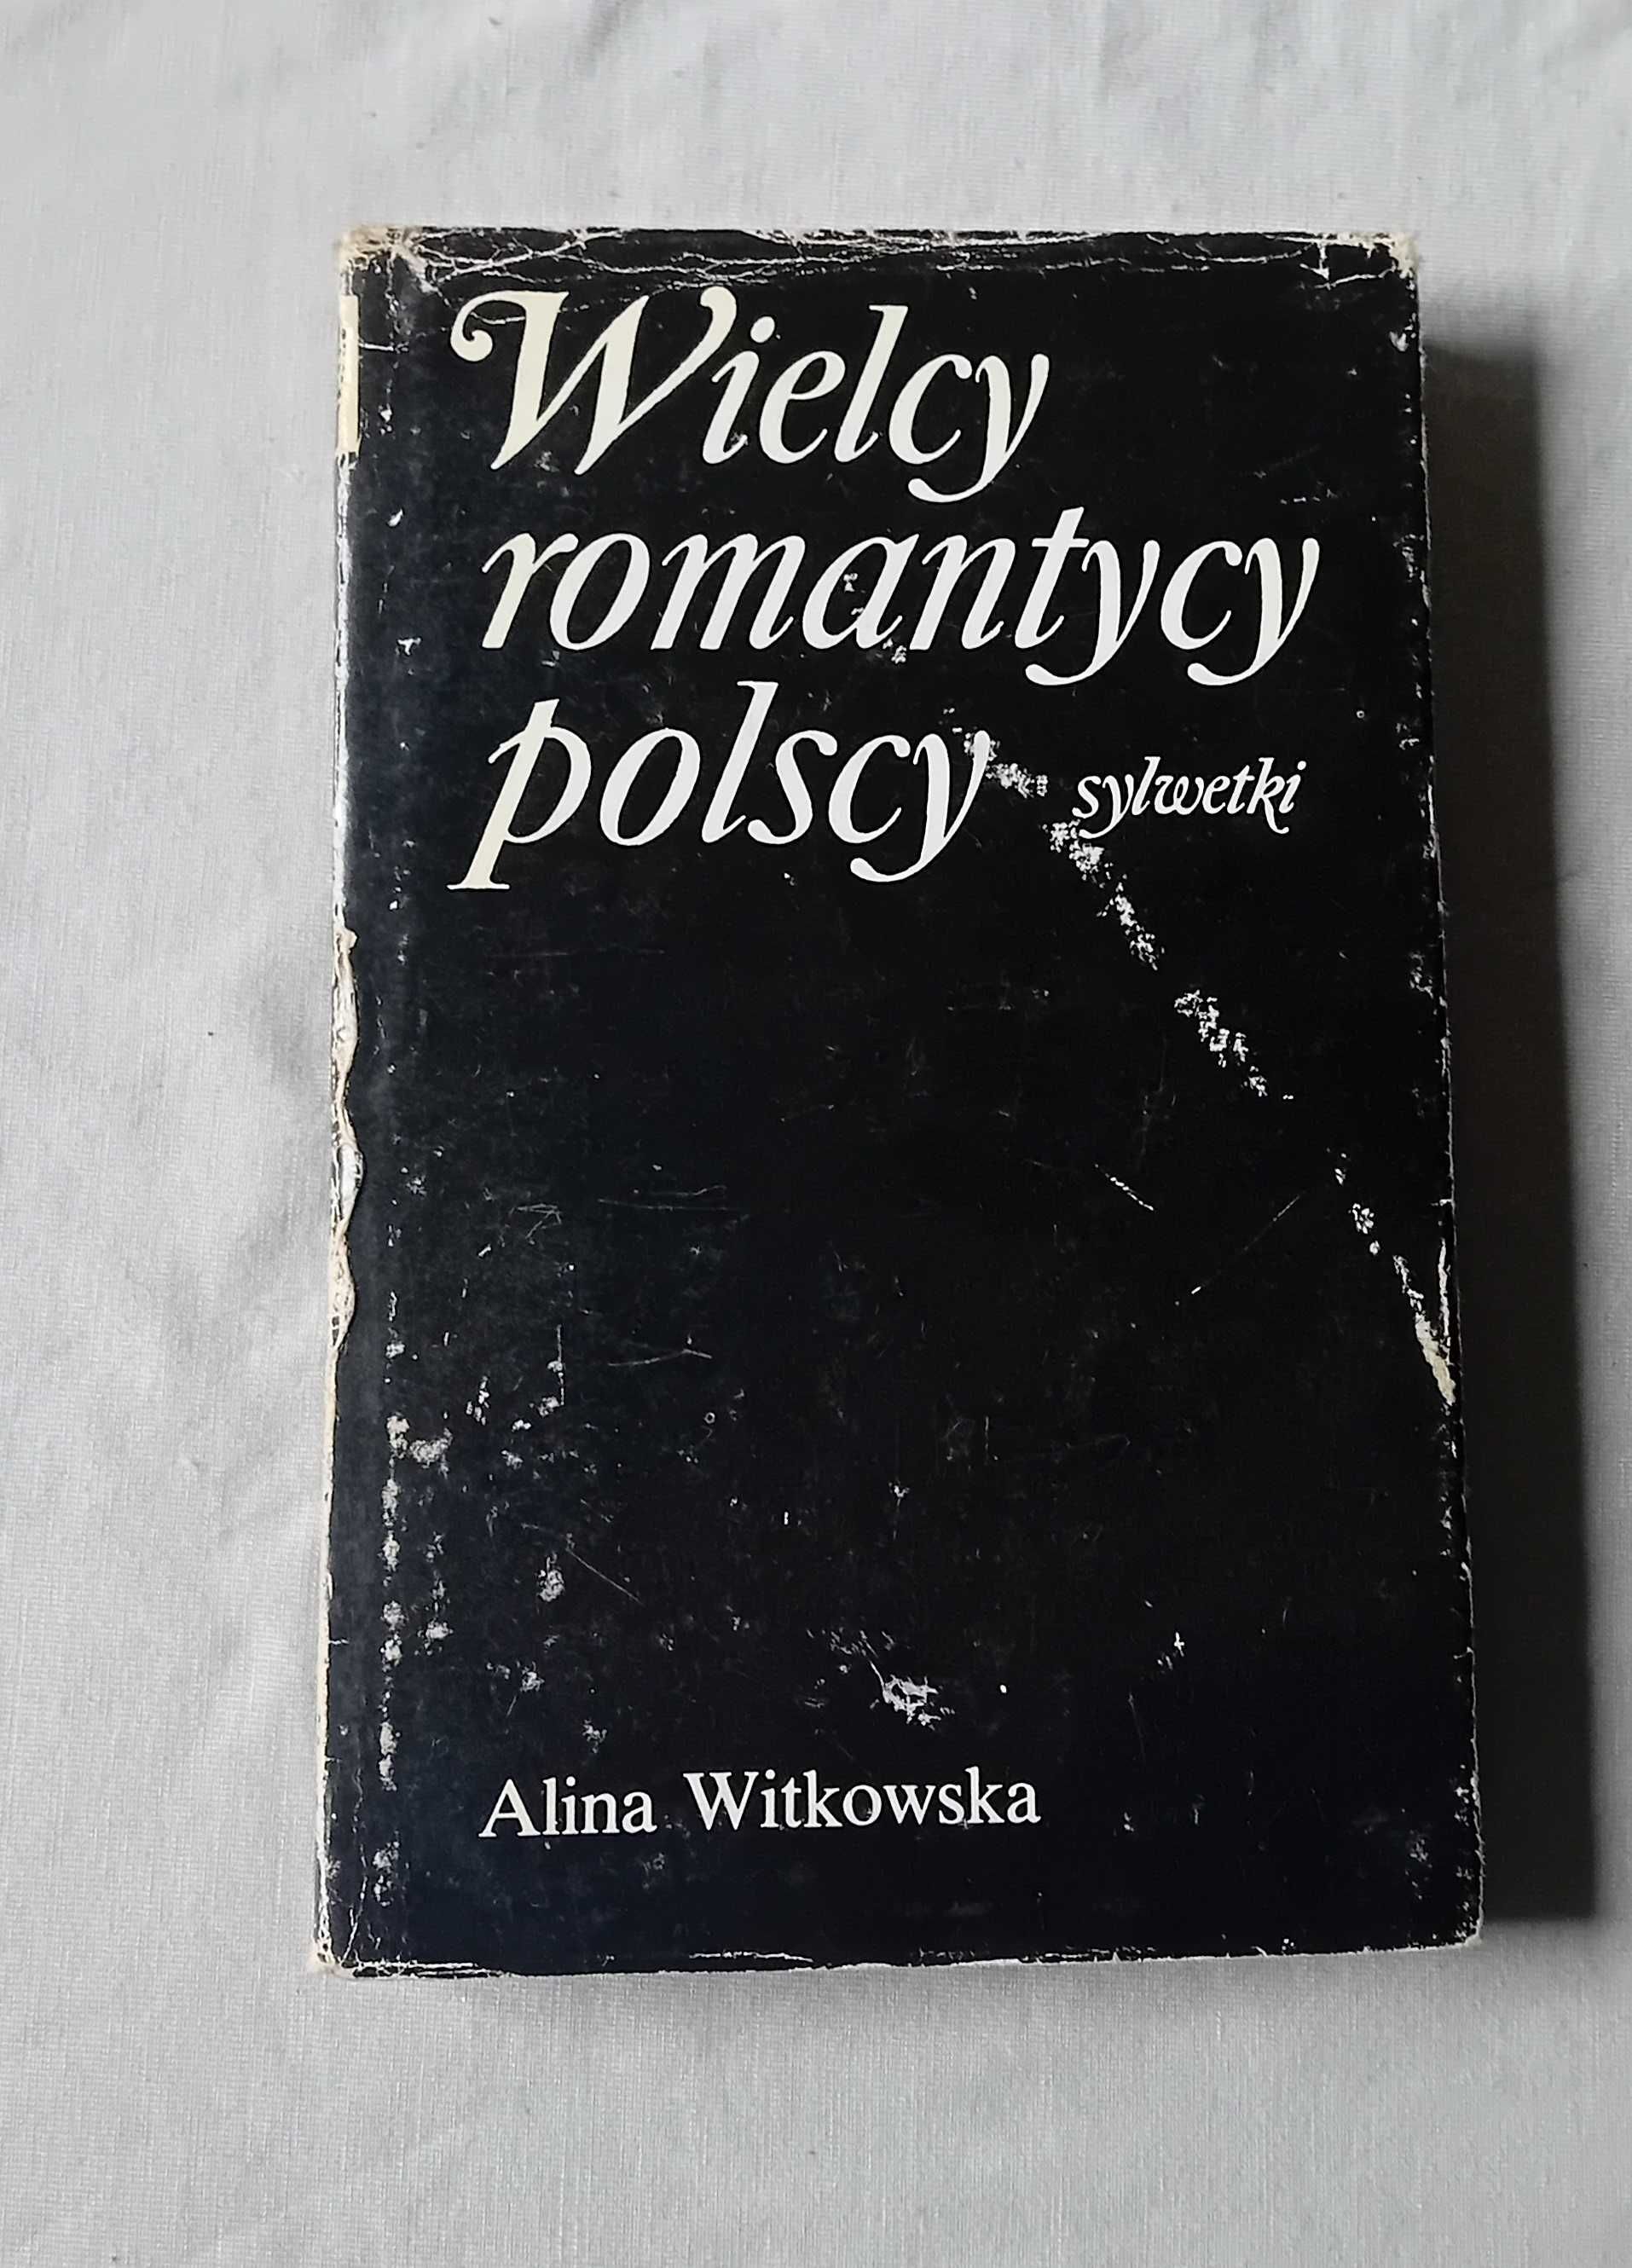 Wielcy
romantycy
polscy sylwetki
Alina Witkowska